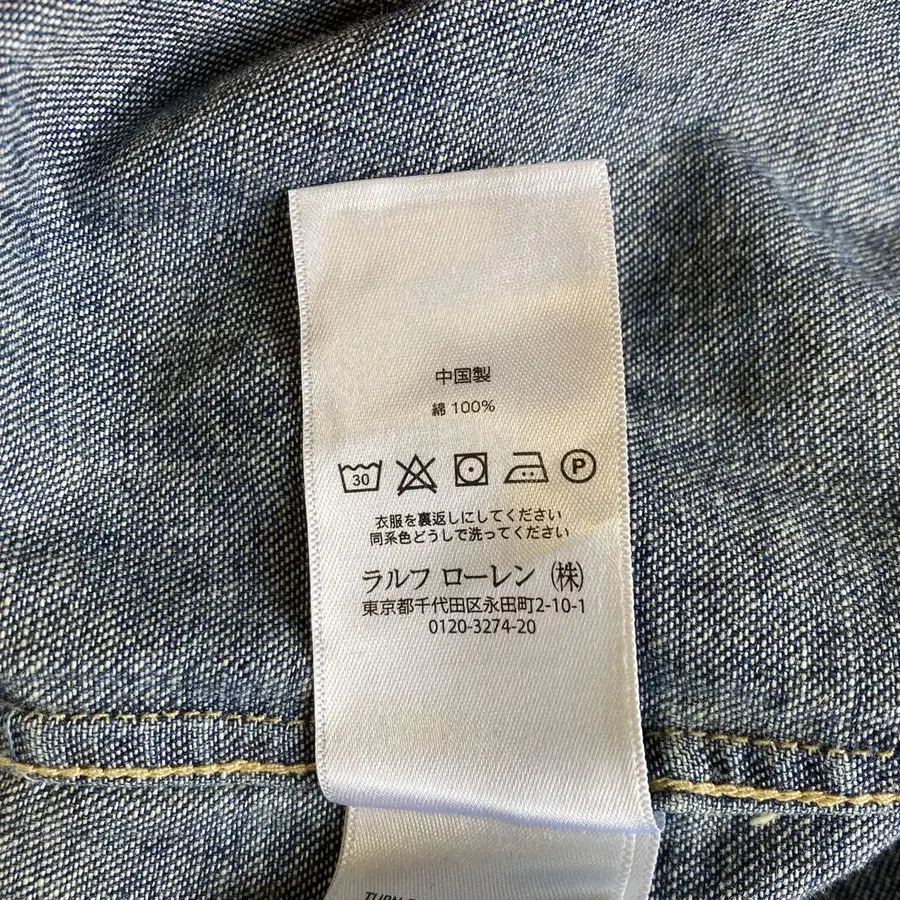 中国製
綿 100%
30 P
衣服を裏返しにしてください
同系色どうしで洗ってください
ラルフ ローレン (株)
東京都千代田区永田町2-10-1
0120-3274-20
TURN